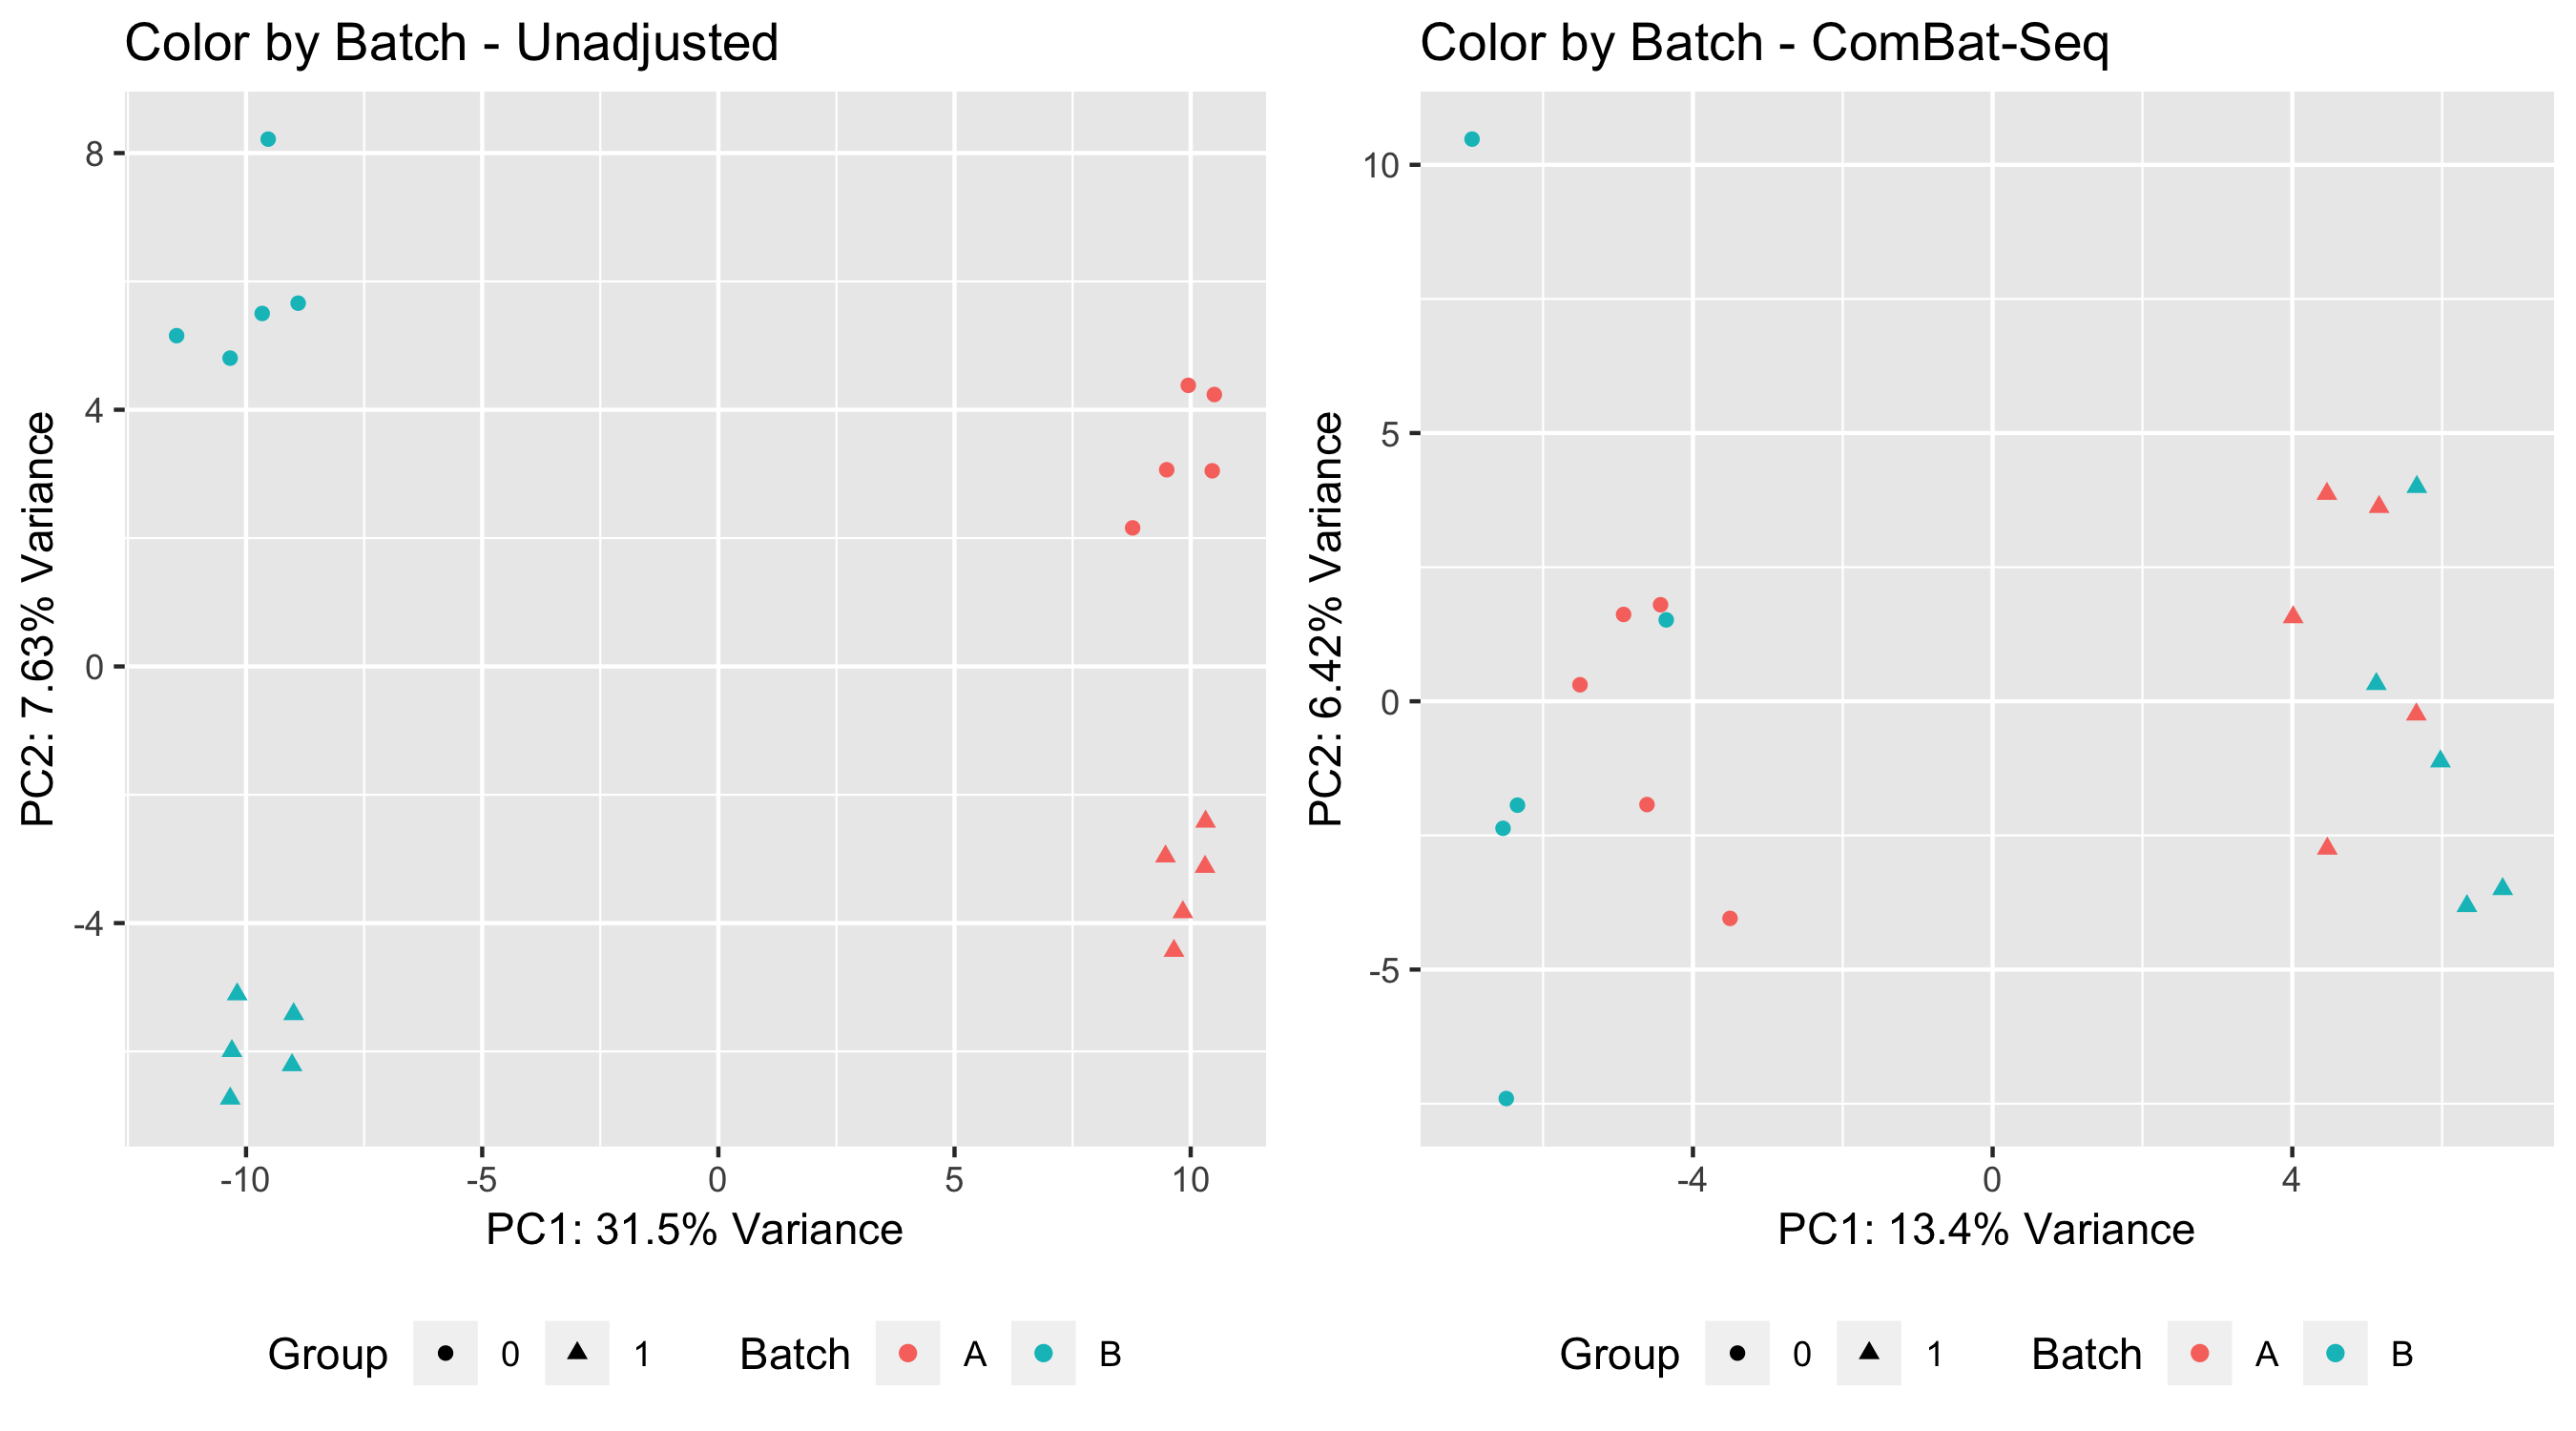 Color by Batch - Unadjusted
8
4
0
-4
PC2: 7.63% Variance
-10 -5 0 5 10
PC1: 31.5% Variance
Group 0 1 Batch A B
Color by Batch - ComBat-Seq
10
5
0
-5
PC2: 6.42% Variance
-4 0 4
PC1: 13.4% Variance
Group 0 1 Batch A B